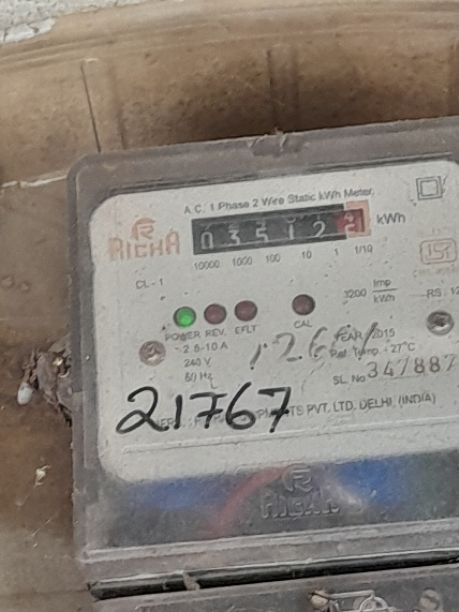 A.C. 1 Phase 2 Wire Static kWh Meter
RICHA
03512 kWh
10000 1000 100 10 1 1/10
CL - 1
3200 Imp/kWh
POWER REV. EFLT CAL
YEAR 2015
2.5-10 A
Ref. Temp. 27°C
240 V
50 Hz
SL. No 347887
21767
PVT. LTD. DELHI. (INDIA)